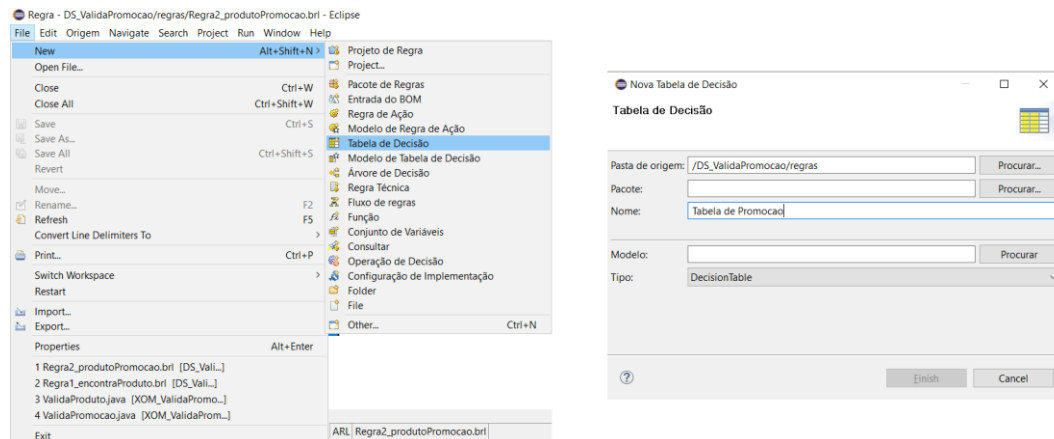 Regra - DS_ValidaPromocao/regras/Regra2_produtoPromocao.brl - Eclipse
File Edit Origem Navigate Search Project Run Window Help
New Alt+Shift+N >
Open File...
Close Ctrl+W
Close All Ctrl+Shift+W
Save Ctrl+S
Save As...
Save All Ctrl+Shift+S
Revert
Move...
Rename... F2
Refresh F5
Convert Line Delimiters To >
Print... Ctrl+P
Switch Workspace >
Restart
Import...
Export...
Properties Alt+Enter
1 Regra2_produtoPromocao.brl [DS_Vali...]
2 Regra1_encontraProduto.brl [DS_Vali...]
3 ValidaProduto.java [XOM_ValidaPromo...]
4 ValidaPromocao.java [XOM_ValidaProm...]
Exit
Projeto de Regra
Project...
Pacote de Regras
Entrada do BOM
Regra de Ação
Modelo de Regra de Ação
Tabela de Decisão
Modelo de Tabela de Decisão
Árvore de Decisão
Regra Técnica
Fluxo de regras
Função
Conjunto de Variáveis
Consultar
Operação de Decisão
Configuração de Implementação
Folder
File
Other... Ctrl+N
ARL Regra2_produtoPromocao.brl
Nova Tabela de Decisão
Tabela de Decisão
Pasta de origem: /DS_ValidaPromocao/regras Procurar...
Pacote: Procurar...
Nome: Tabela de Promocao
Modelo: Procurar
Tipo: DecisionTable
Finish Cancel